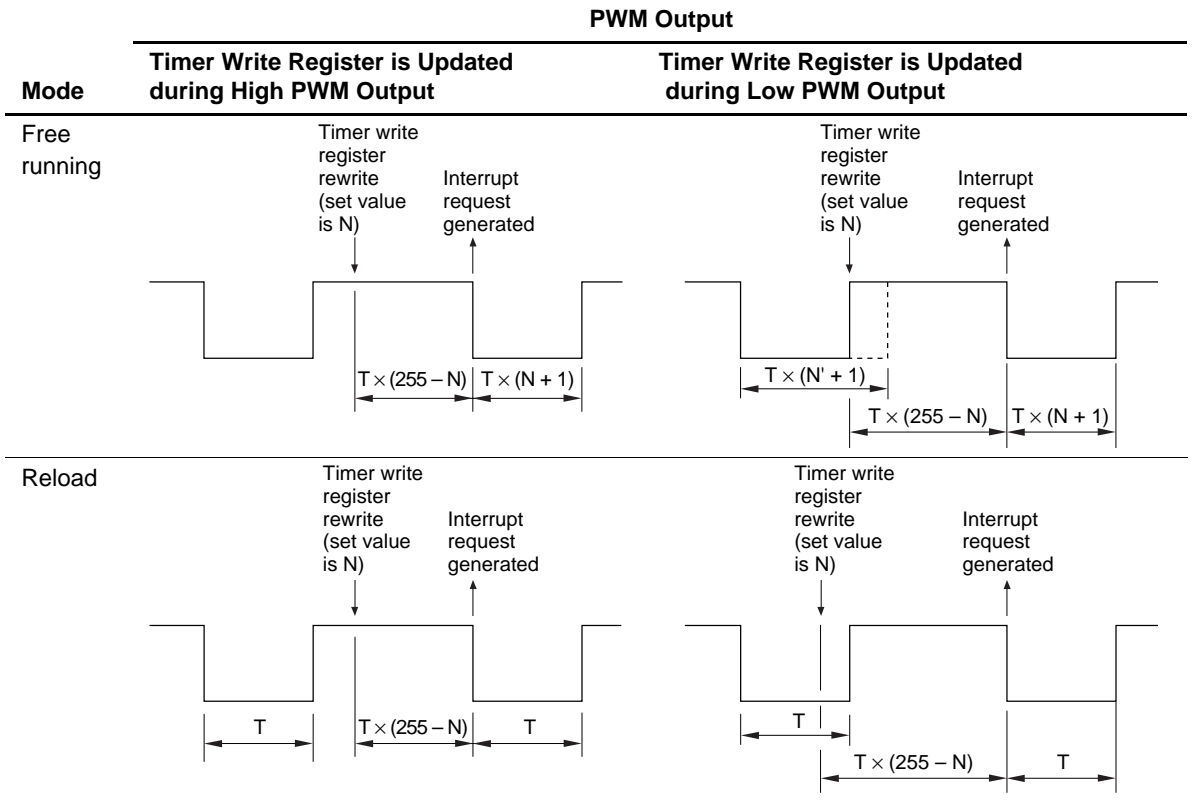 PWM Output
Mode
Timer Write Register is Updated
during High PWM Output
Timer Write Register is Updated
during Low PWM Output
Free
running
Timer write
register
rewrite
(set value
is N)
Interrupt
request
generated
T × (255 – N)
T × (N + 1)
Timer write
register
rewrite
(set value
is N)
Interrupt
request
generated
T × (N' + 1)
T × (255 – N)
T × (N + 1)
Reload
Timer write
register
rewrite
(set value
is N)
Interrupt
request
generated
T
T × (255 – N)
T
Timer write
register
rewrite
(set value
is N)
Interrupt
request
generated
T
T × (255 – N)
T